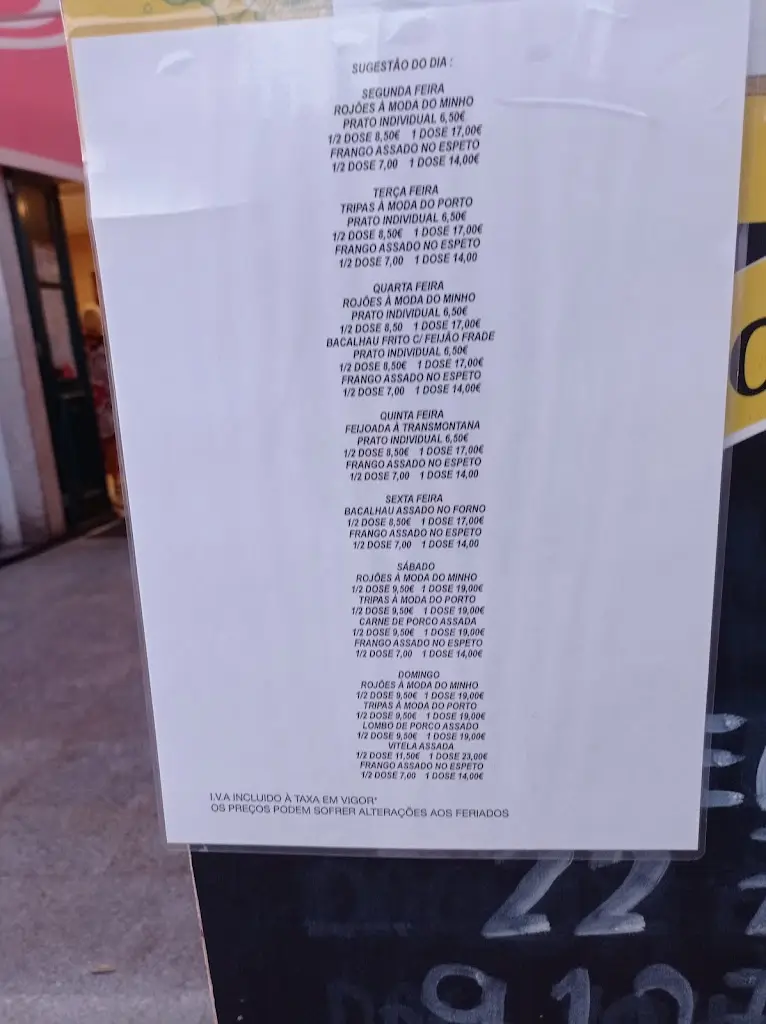 SUGESTÃO DO DIA :
SEGUNDA FEIRA
ROJÕES À MODA DO MINHO
PRATO INDIVIDUAL 6,50€
1/2 DOSE 8,50€ 1 DOSE 17,00€
FRANGO ASSADO NO ESPETO
1/2 DOSE 7,00 1 DOSE 14,00€
TERÇA FEIRA
TRIPAS À MODA DO PORTO
PRATO INDIVIDUAL 6,50€
1/2 DOSE 8,50€ 1 DOSE 17,00€
FRANGO ASSADO NO ESPETO
1/2 DOSE 7,00 1 DOSE 14,00
QUARTA FEIRA
ROJÕES À MODA DO MINHO
PRATO INDIVIDUAL 6,50€
1/2 DOSE 8,50 1 DOSE 17,00€
BACALHAU FRITO C/ FEIJÃO FRADE
PRATO INDIVIDUAL 6,50€
1/2 DOSE 8,50€ 1 DOSE 17,00€
FRANGO ASSADO NO ESPETO
1/2 DOSE 7,00 1 DOSE 14,00€
QUINTA FEIRA
FEIJOADA À TRANSMONTANA
PRATO INDIVIDUAL 6,50€
1/2 DOSE 8,50€ 1 DOSE 17,00€
FRANGO ASSADO NO ESPETO
1/2 DOSE 7,00 1 DOSE 14,00
SEXTA FEIRA
BACALHAU ASSADO NO FORNO
1/2 DOSE 8,50€ 1 DOSE 17,00€
FRANGO ASSADO NO ESPETO
1/2 DOSE 7,00 1 DOSE 14,00
SÁBADO
ROJÕES À MODA DO MINHO
1/2 DOSE 9,50€ 1 DOSE 19,00€
TRIPAS À MODA DO PORTO
1/2 DOSE 9,50€ 1 DOSE 19,00€
CARNE DE PORCO ASSADA
1/2 DOSE 9,50€ 1 DOSE 19,00€
FRANGO ASSADO NO ESPETO
1/2 DOSE 7,00 1 DOSE 14,00€
DOMINGO
ROJÕES À MODA DO MINHO
1/2 DOSE 9,50€ 1 DOSE 19,00€
TRIPAS À MODA DO PORTO
1/2 DOSE 9,50€ 1 DOSE 19,00€
LOMBO DE PORCO ASSADO
1/2 DOSE 9,50€ 1 DOSE 19,00€
VITELA ASSADA
1/2 DOSE 11,50€ 1 DOSE 23,00€
FRANGO ASSADO NO ESPETO
1/2 DOSE 7,00 1 DOSE 14,00€
I.V.A INCLUIDO À TAXA EM VIGOR*
OS PREÇOS PODEM SOFRER ALTERAÇÕES AOS FERIADOS
22